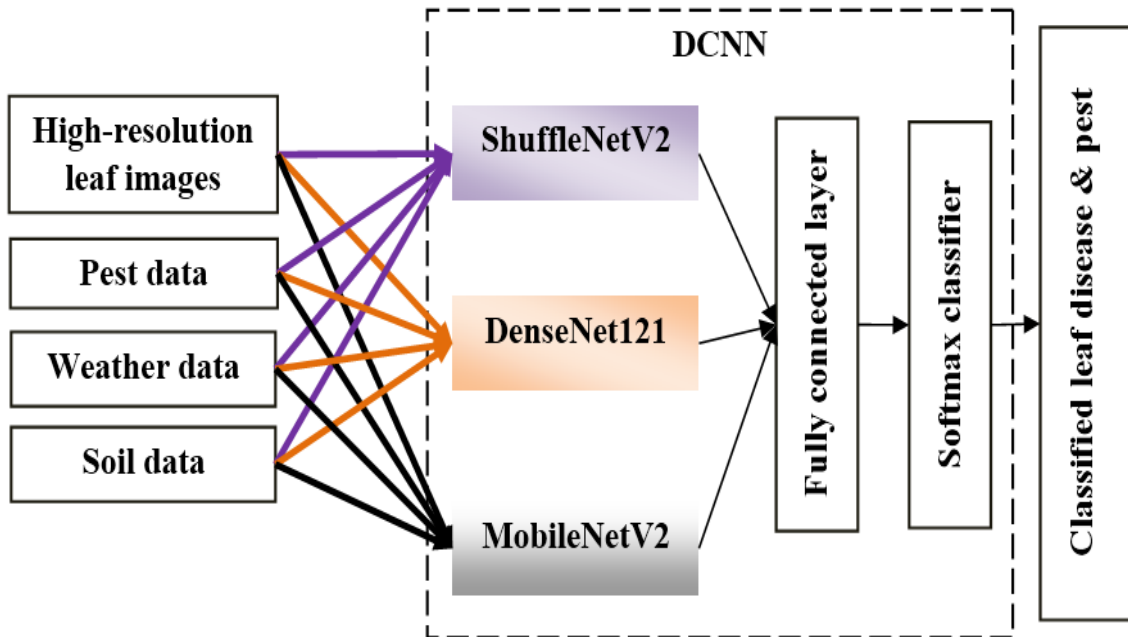 DCNN
High-resolution
leaf images
Pest data
Weather data
Soil data
ShuffleNetV2
DenseNet121
MobileNetV2
Fully connected layer
Softmax classifier
Classified leaf disease & pest